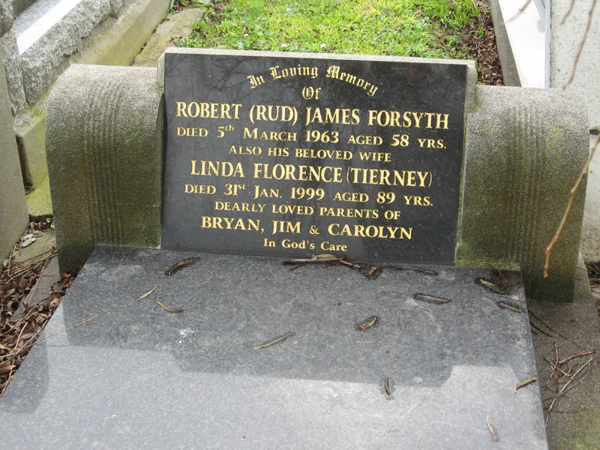 In Loving Memory
Of
ROBERT (RUD) JAMES FORSYTH
DIED 5th MARCH 1963 AGED 58 YRS.
ALSO HIS BELOVED WIFE
LINDA FLORENCE (TIERNEY)
DIED 31st JAN. 1999 AGED 89 YRS.
DEARLY LOVED PARENTS OF
BRYAN, JIM & CAROLYN
In God's Care